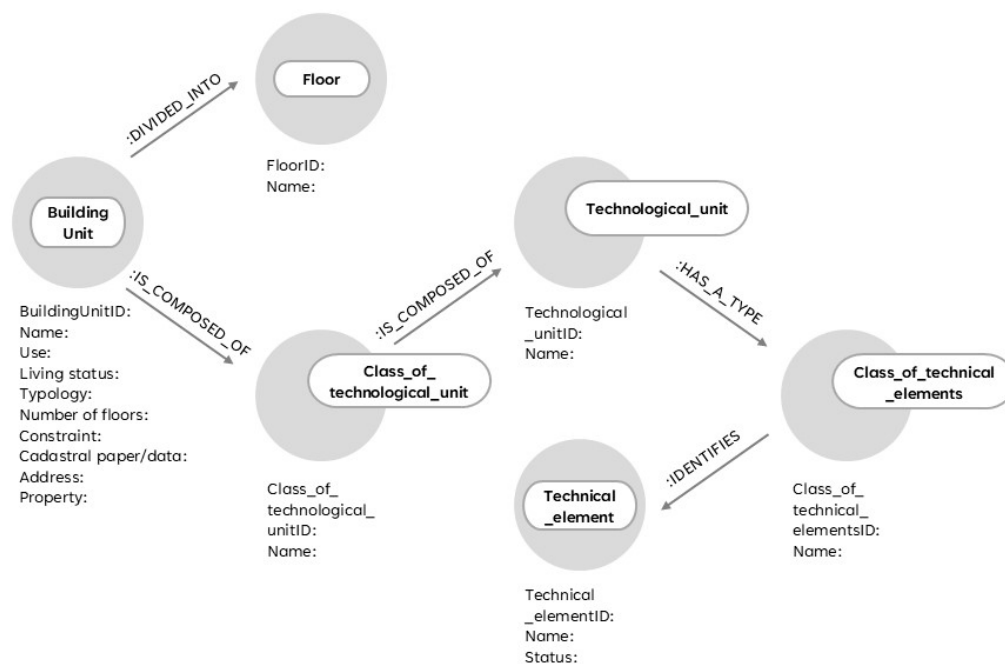 Floor
:DIVIDED_INTO
FloorID:
Name:
Building
Unit
Technological_unit
:IS_COMPOSED_OF
:IS_COMPOSED_OF
:HAS_A_TYPE
BuildingUnitID:
Name:
Use:
Living status:
Typology:
Number of floors:
Constraint:
Cadastral paper/data:
Address:
Property:
Technological
_unitID:
Name:
Class_of_
technological_unit
Class_of_technical
_elements
:IDENTIFIES
Class_of_
technological_
unitID:
Name:
Technical
_element
Class_of_
technical_
elementsID:
Name:
Technical
_elementID:
Name:
Status: